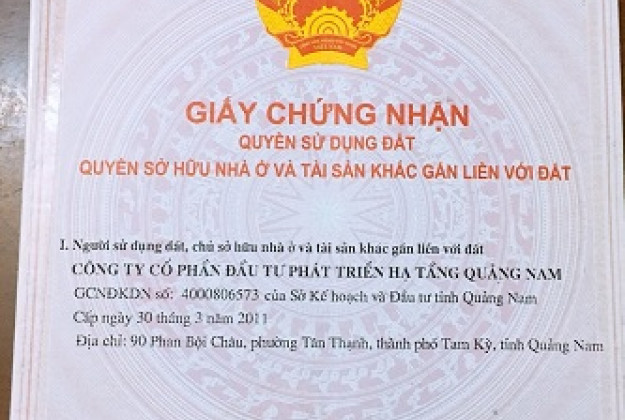 GIẤY CHỨNG NHẬN
QUYỀN SỬ DỤNG ĐẤT
QUYỀN SỞ HỮU NHÀ Ở VÀ TÀI SẢN KHÁC GẮN LIỀN VỚI ĐẤT
I. Người sử dụng đất, chủ sở hữu nhà ở và tài sản khác gắn liền với đất
CÔNG TY CỔ PHẦN ĐẦU TƯ PHÁT TRIỂN HẠ TẦNG QUẢNG NAM
GCNĐKDN số: 4000806573 của Sở Kế hoạch và Đầu tư tỉnh Quảng Nam
Cấp ngày 30 tháng 3 năm 2011
Địa chỉ: 90 Phan Bội Châu, phường Tân Thạnh, thành phố Tam Kỳ, tỉnh Quảng Nam